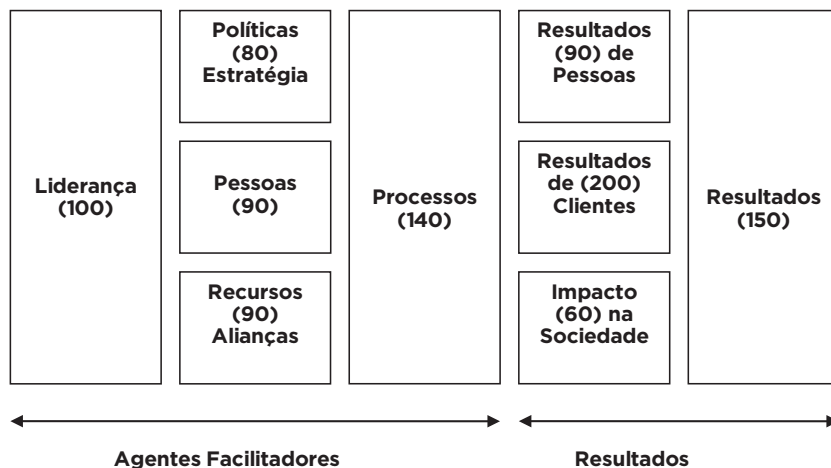 Liderança
(100)
Políticas
(80)
Estratégia
Pessoas
(90)
Recursos
(90)
Alianças
Processos
(140)
Resultados
(90) de
Pessoas
Resultados
de (200)
Clientes
Impacto
(60) na
Sociedade
Resultados
(150)
Agentes Facilitadores
Resultados